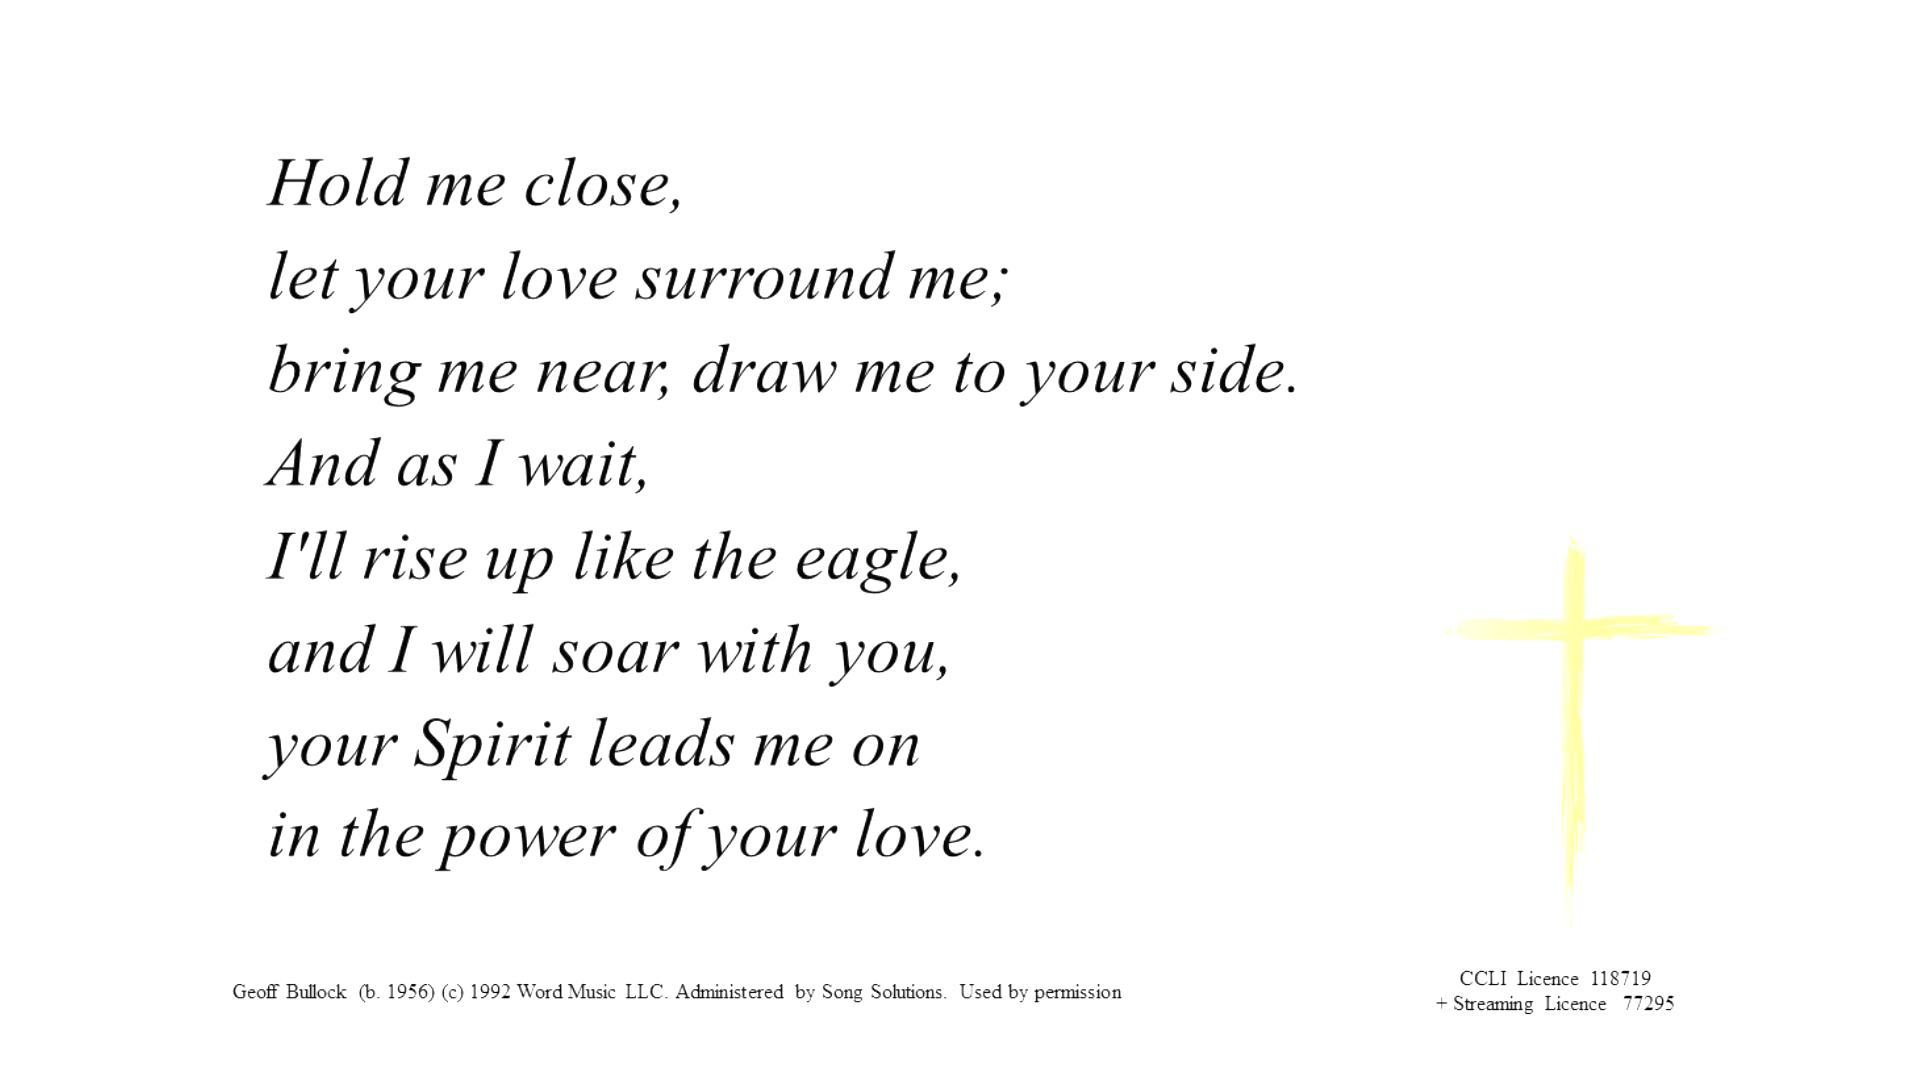 Hold me close,
let your love surround me;
bring me near, draw me to your side.
And as I wait,
I'll rise up like the eagle,
and I will soar with you,
your Spirit leads me on
in the power of your love.
Geoff Bullock (b. 1956) (c) 1992 Word Music LLC. Administered by Song Solutions. Used by permission
CCLI Licence 118719
+ Streaming Licence 77295